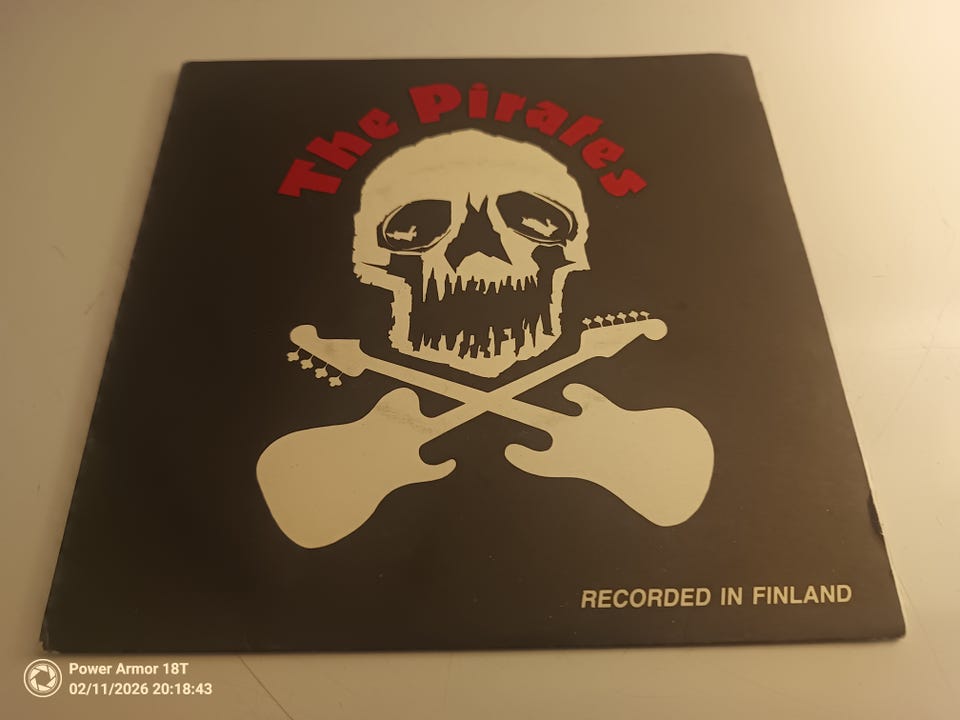 The Pirates
RECORDED IN FINLAND
Power Armor 18T
02/11/2026 20:18:43